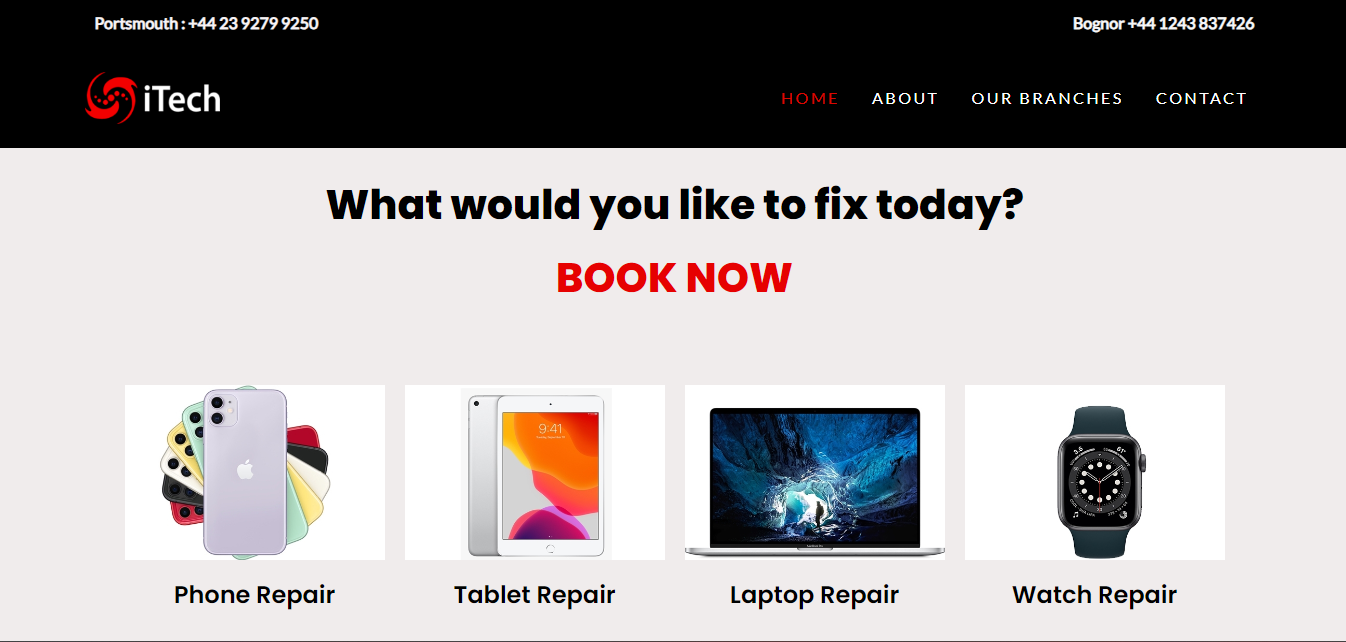 Portsmouth : +44 23 9279 9250
Bognor +44 1243 837426
iTech
HOME
ABOUT
OUR BRANCHES
CONTACT
What would you like to fix today?
BOOK NOW
9:41
Phone Repair
Tablet Repair
Laptop Repair
Watch Repair